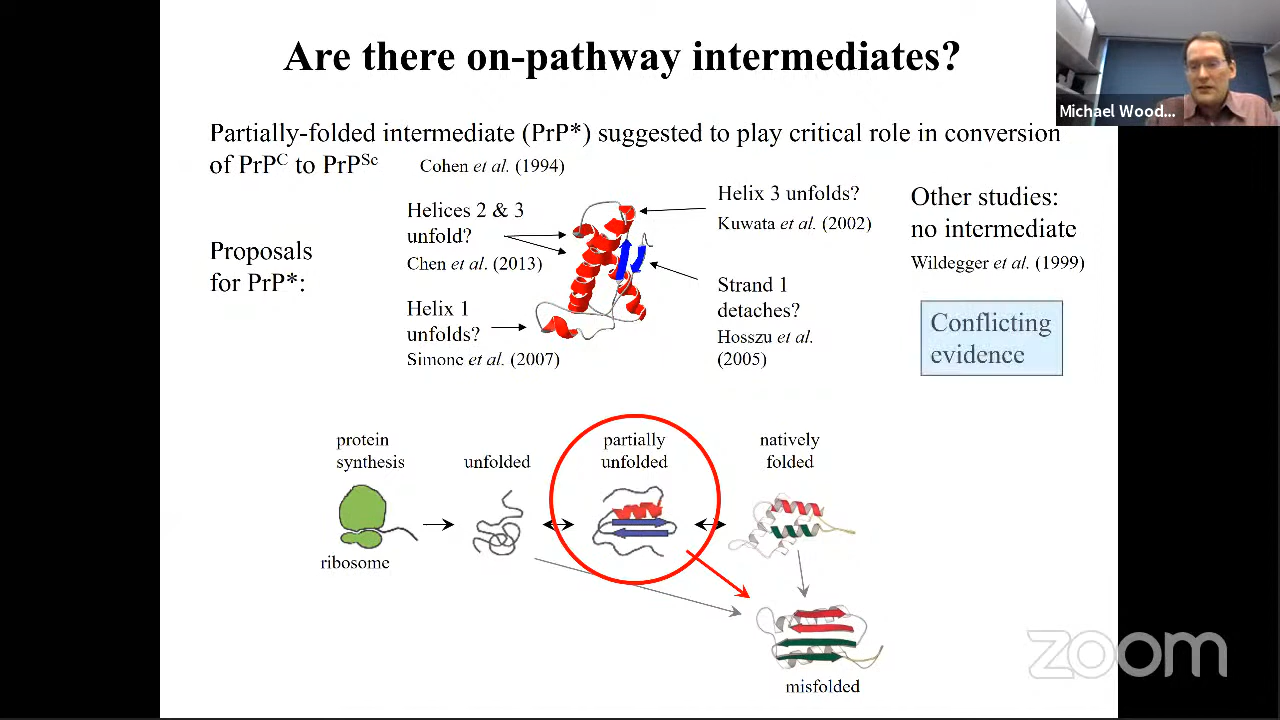 Are there on-pathway intermediates?
Michael Wood...
Partially-folded intermediate (PrP*) suggested to play critical role in conversion
of PrPC to PrPSc Cohen et al. (1994)
Proposals
for PrP*:
Helices 2 & 3
unfold?
Chen et al. (2013)
Helix 1
unfolds?
Simone et al. (2007)
Helix 3 unfolds?
Kuwata et al. (2002)
Strand 1
detaches?
Hosszu et al.
(2005)
Other studies:
no intermediate
Wildegger et al. (1999)
Conflicting
evidence
protein
synthesis
ribosome
unfolded
partially
unfolded
natively
folded
misfolded
zoom